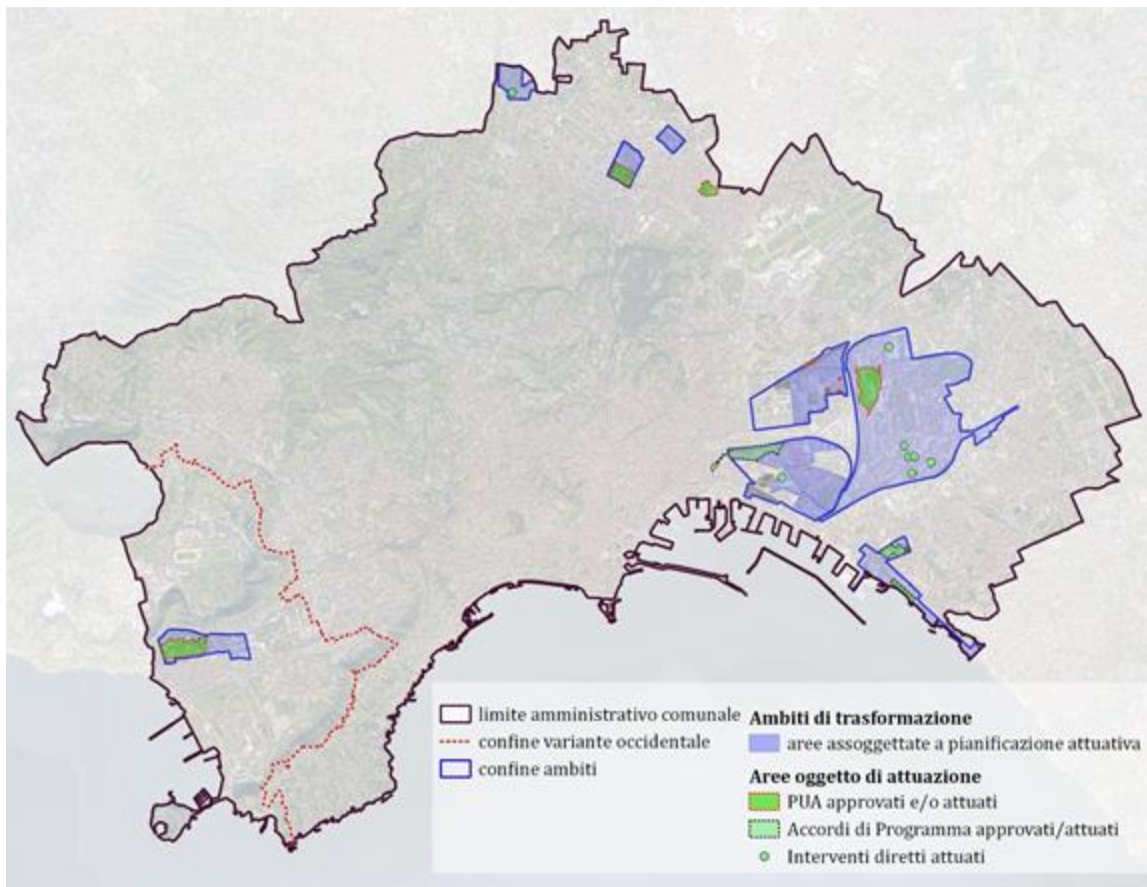 limite amministrativo comunale
confine variante occidentale
confine ambiti
Ambiti di trasformazione
aree assoggettate a pianificazione attuativa
Aree oggetto di attuazione
PUA approvati e/o attuati
Accordi di Programma approvati/attuati
Interventi diretti attuati